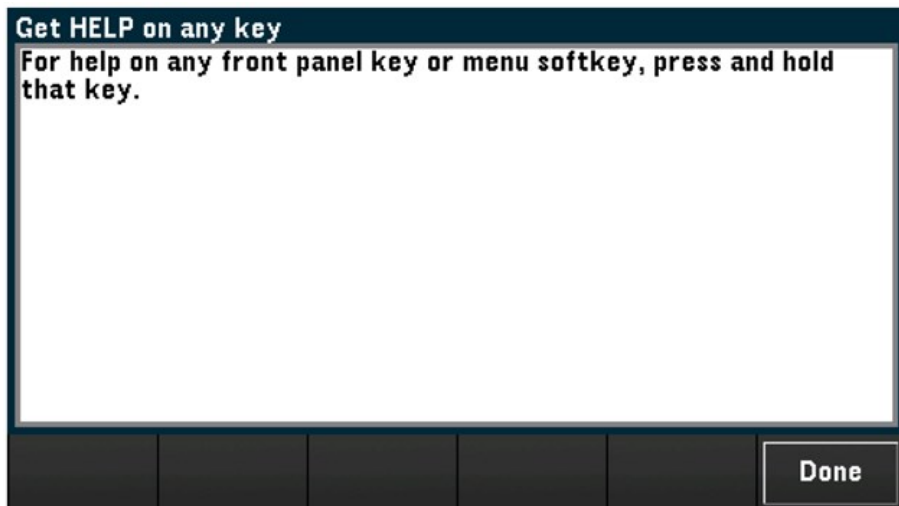 Get HELP on any key
For help on any front panel key or menu softkey, press and hold
that key.
Done